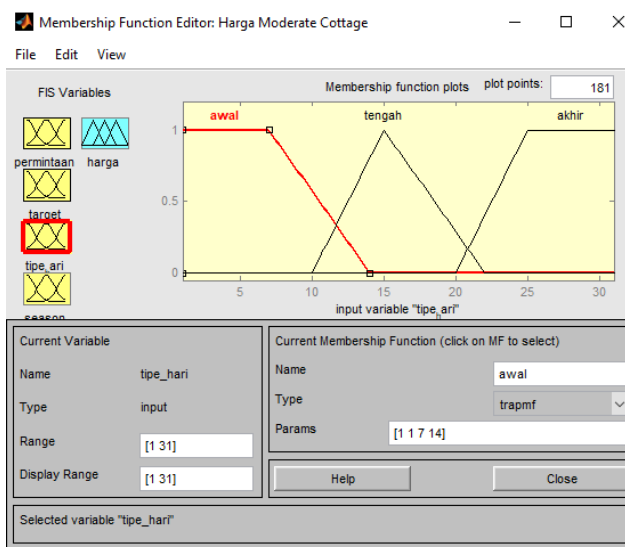 Membership Function Editor: Harga Moderate Cottage
File Edit View
FIS Variables
Membership function plots plot points: 181
permintaan harga
target
tipe_ari
season
awal tengah akhir
1
0.5
0
5 10 15 20 25 30
input variable "tipe_hari"
Current Variable
Name tipe_hari
Type input
Range [1 31]
Display Range [1 31]
Current Membership Function (click on MF to select)
Name awal
Type trapmf
Params [1 1 7 14]
Help Close
Selected variable "tipe_hari"